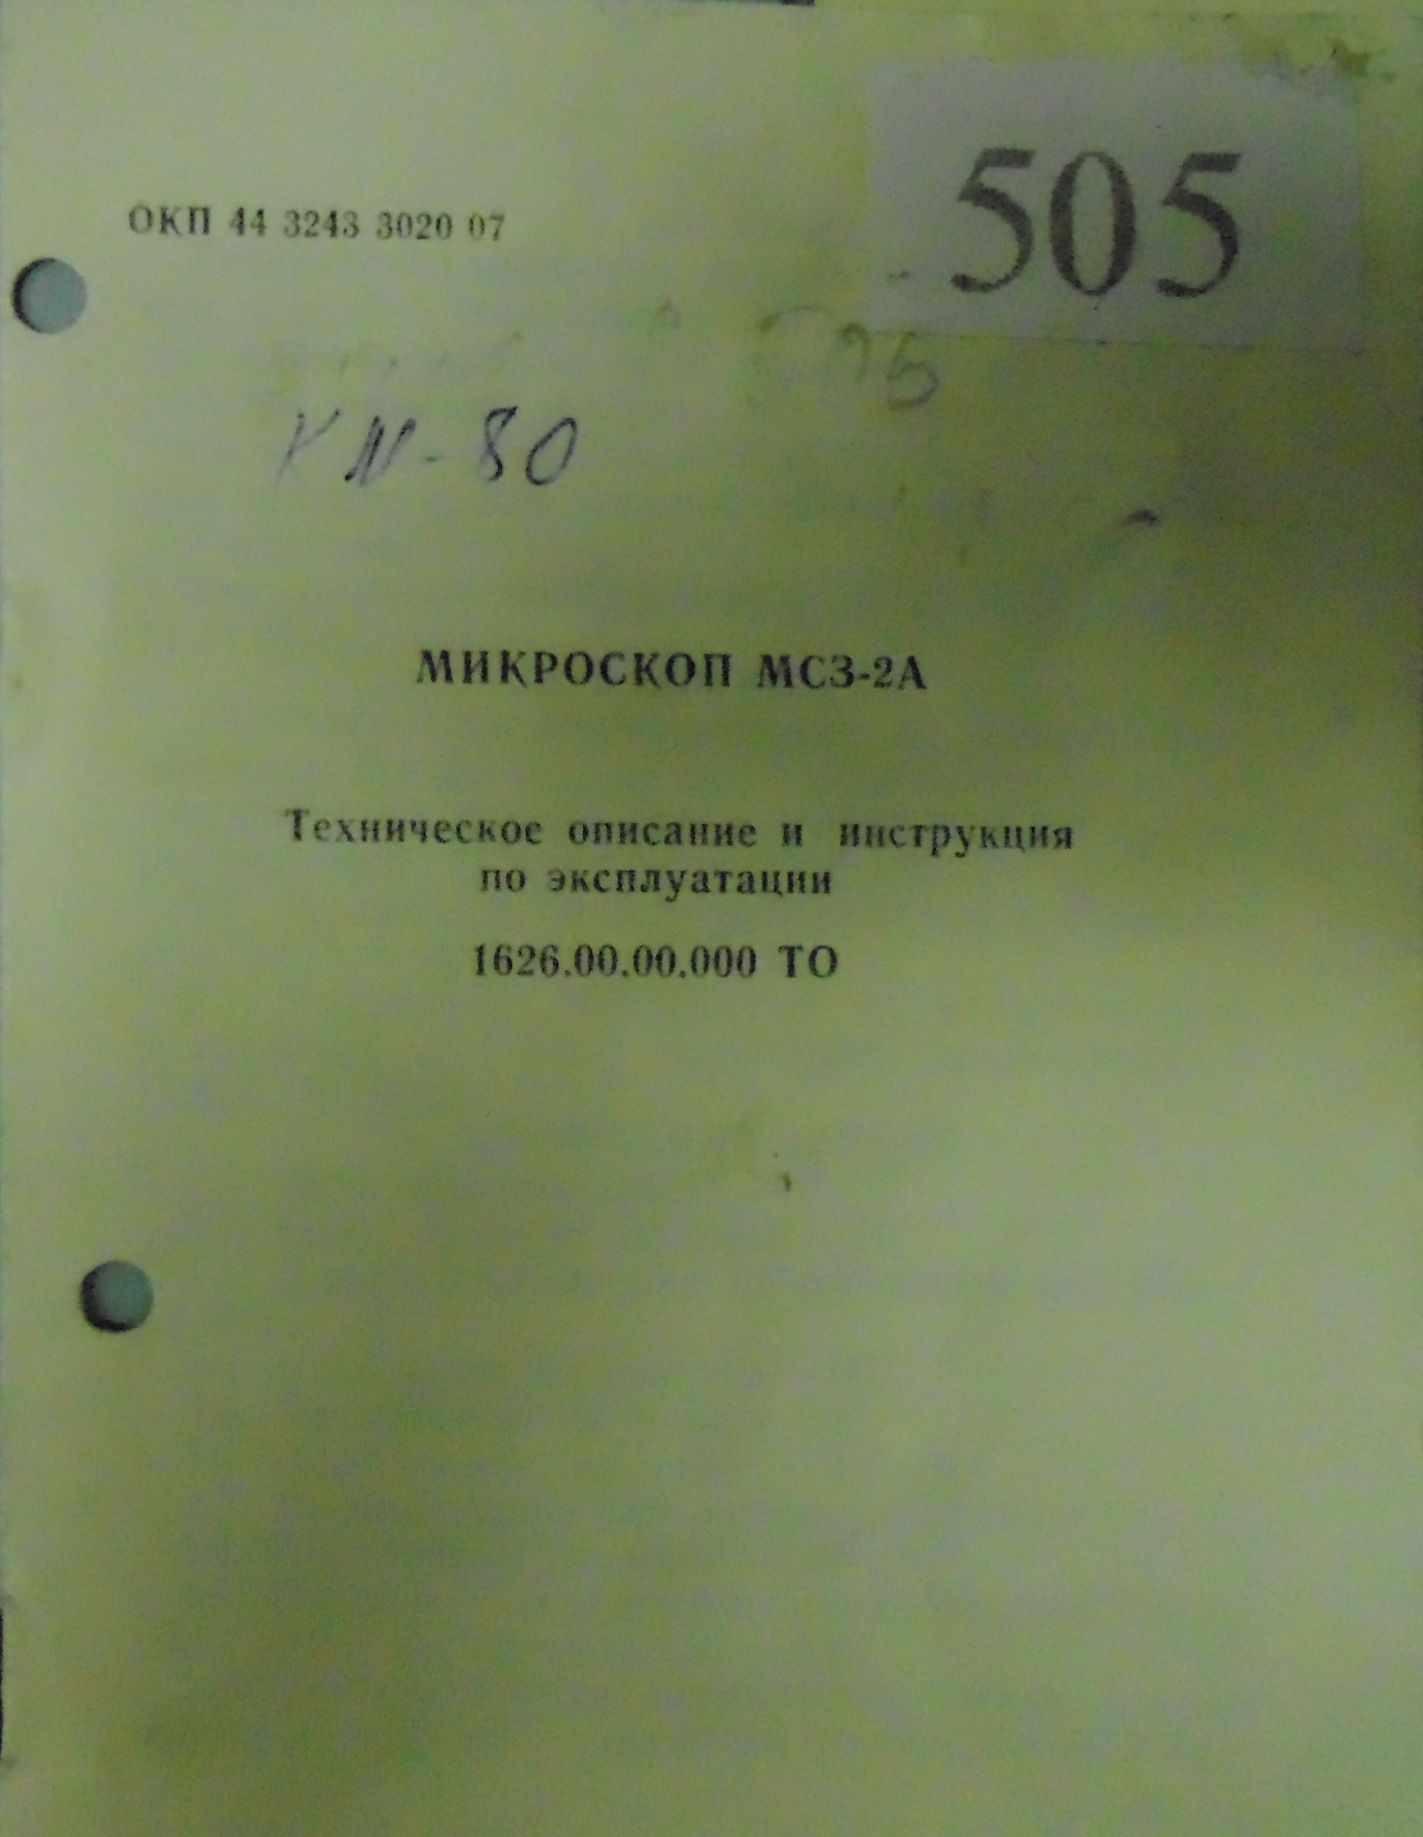 505
ОКП 44 3243 3020 07
N-80
МИКРОСКОП МСЗ-2А
Техническое описание и инструкция
по эксплуатации
1626.00.00.000 ТО